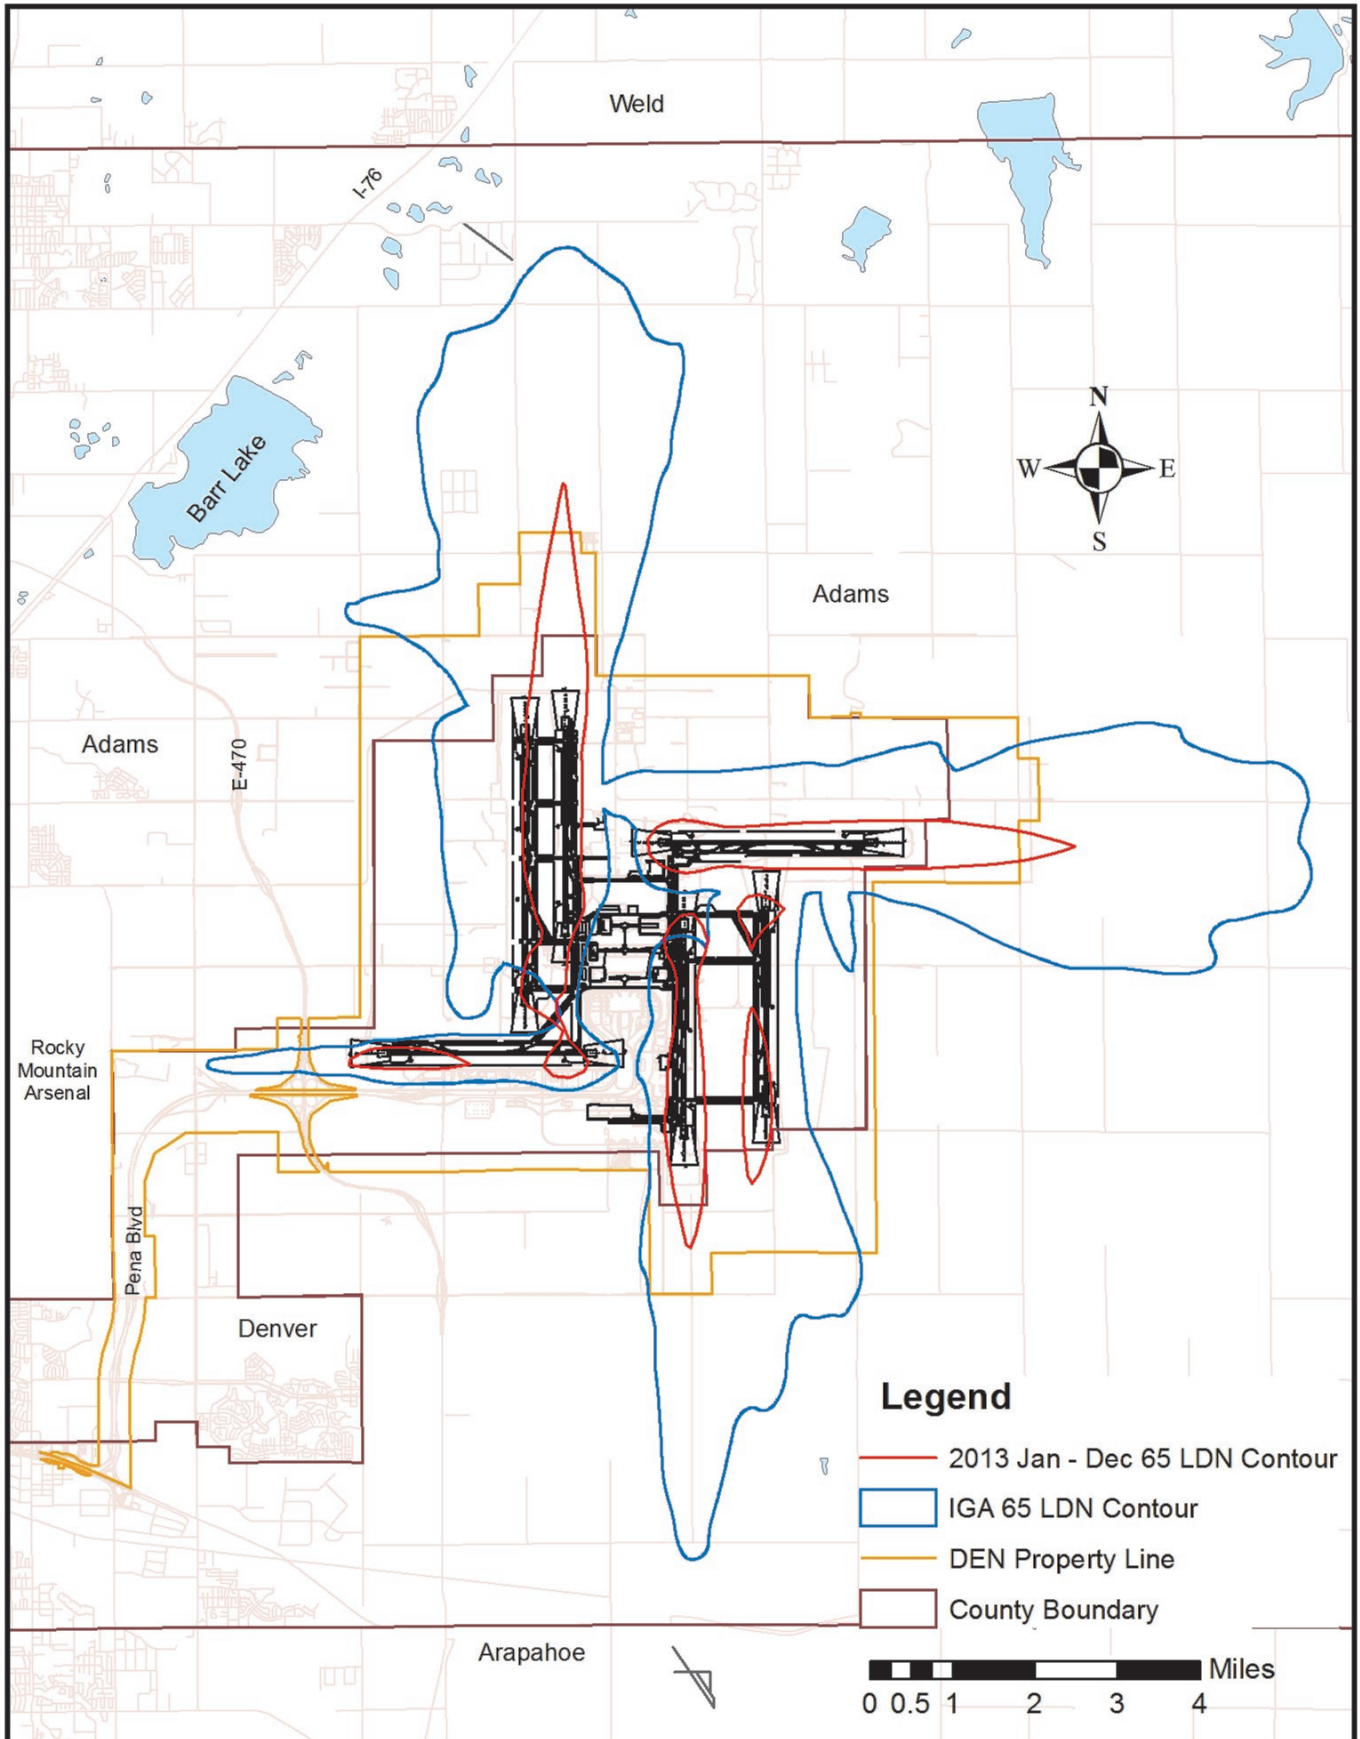 Weld
I-76
Barr Lake
N
W
E
S
Adams
Adams
E-470
Rocky
Mountain
Arsenal
Pena Blvd
Denver
Legend
2013 Jan - Dec 65 LDN Contour
IGA 65 LDN Contour
DEN Property Line
County Boundary
Arapahoe
Miles
0 0.5 1 2 3 4